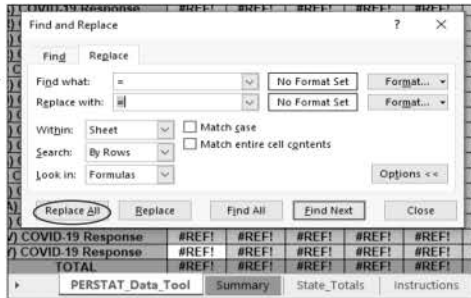 COVID-19 Response #REF! #REF! #REF! #REF!
Find and Replace ? ×
Find Replace
Find what: = No Format Set Format...
Replace with: = No Format Set Format...
Within: Sheet Match case
Search: By Rows Match entire cell contents
Look in: Formulas Options <<
Replace All Replace Find All Find Next Close
COVID-19 Response #REF! #REF! #REF! #REF!
V) COVID-19 Response #REF! #REF! #REF! #REF!
TOTAL #REF! #REF! #REF! #REF!
PERSTAT_Data_Tool Summary State_Totals Instructions